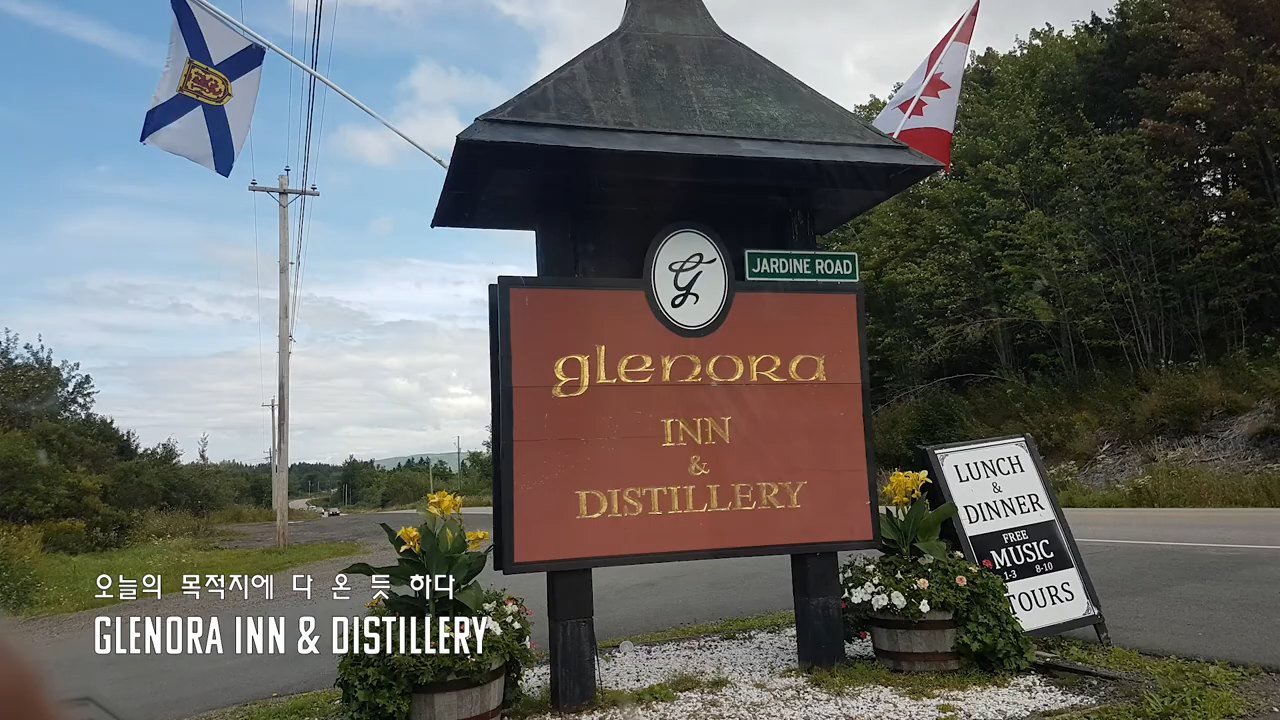 G
JARDINE ROAD
glenora
INN
&
DISTILLERY
LUNCH
&
DINNER
FREE
MUSIC
1-3 8-10
TOURS
오늘의 목적지에 다 온 듯 하다
GLENORA INN & DISTILLERY